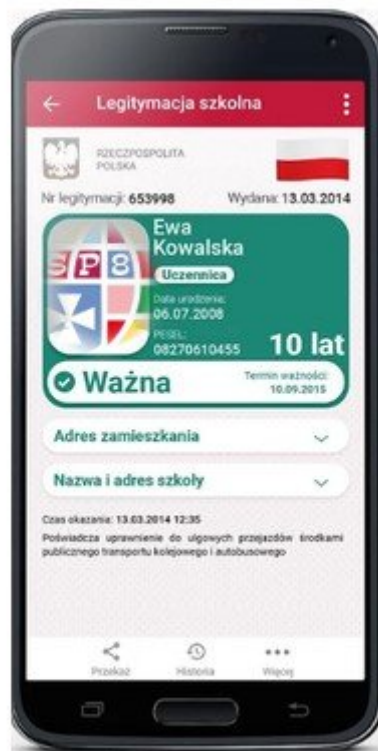 Legitymacja szkolna
RZECZPOSPOLITA
POLSKA
Nr legitymacji: 653998 Wydana: 13.03.2014
Ewa
Kowalska
Uczennica
SP8
Data urodzenia:
06.07.2008
PESEL:
08270610455 10 lat
Ważna
Termin ważności:
10.09.2015
Adres zamieszkania
Nazwa i adres szkoły
Czas okazania: 13.03.2014 12:35
Poświadcza uprawnienie do ulgowych przejazdów środkami
publicznego transportu kolejowego i autobusowego
Przekaż Historia Więcej